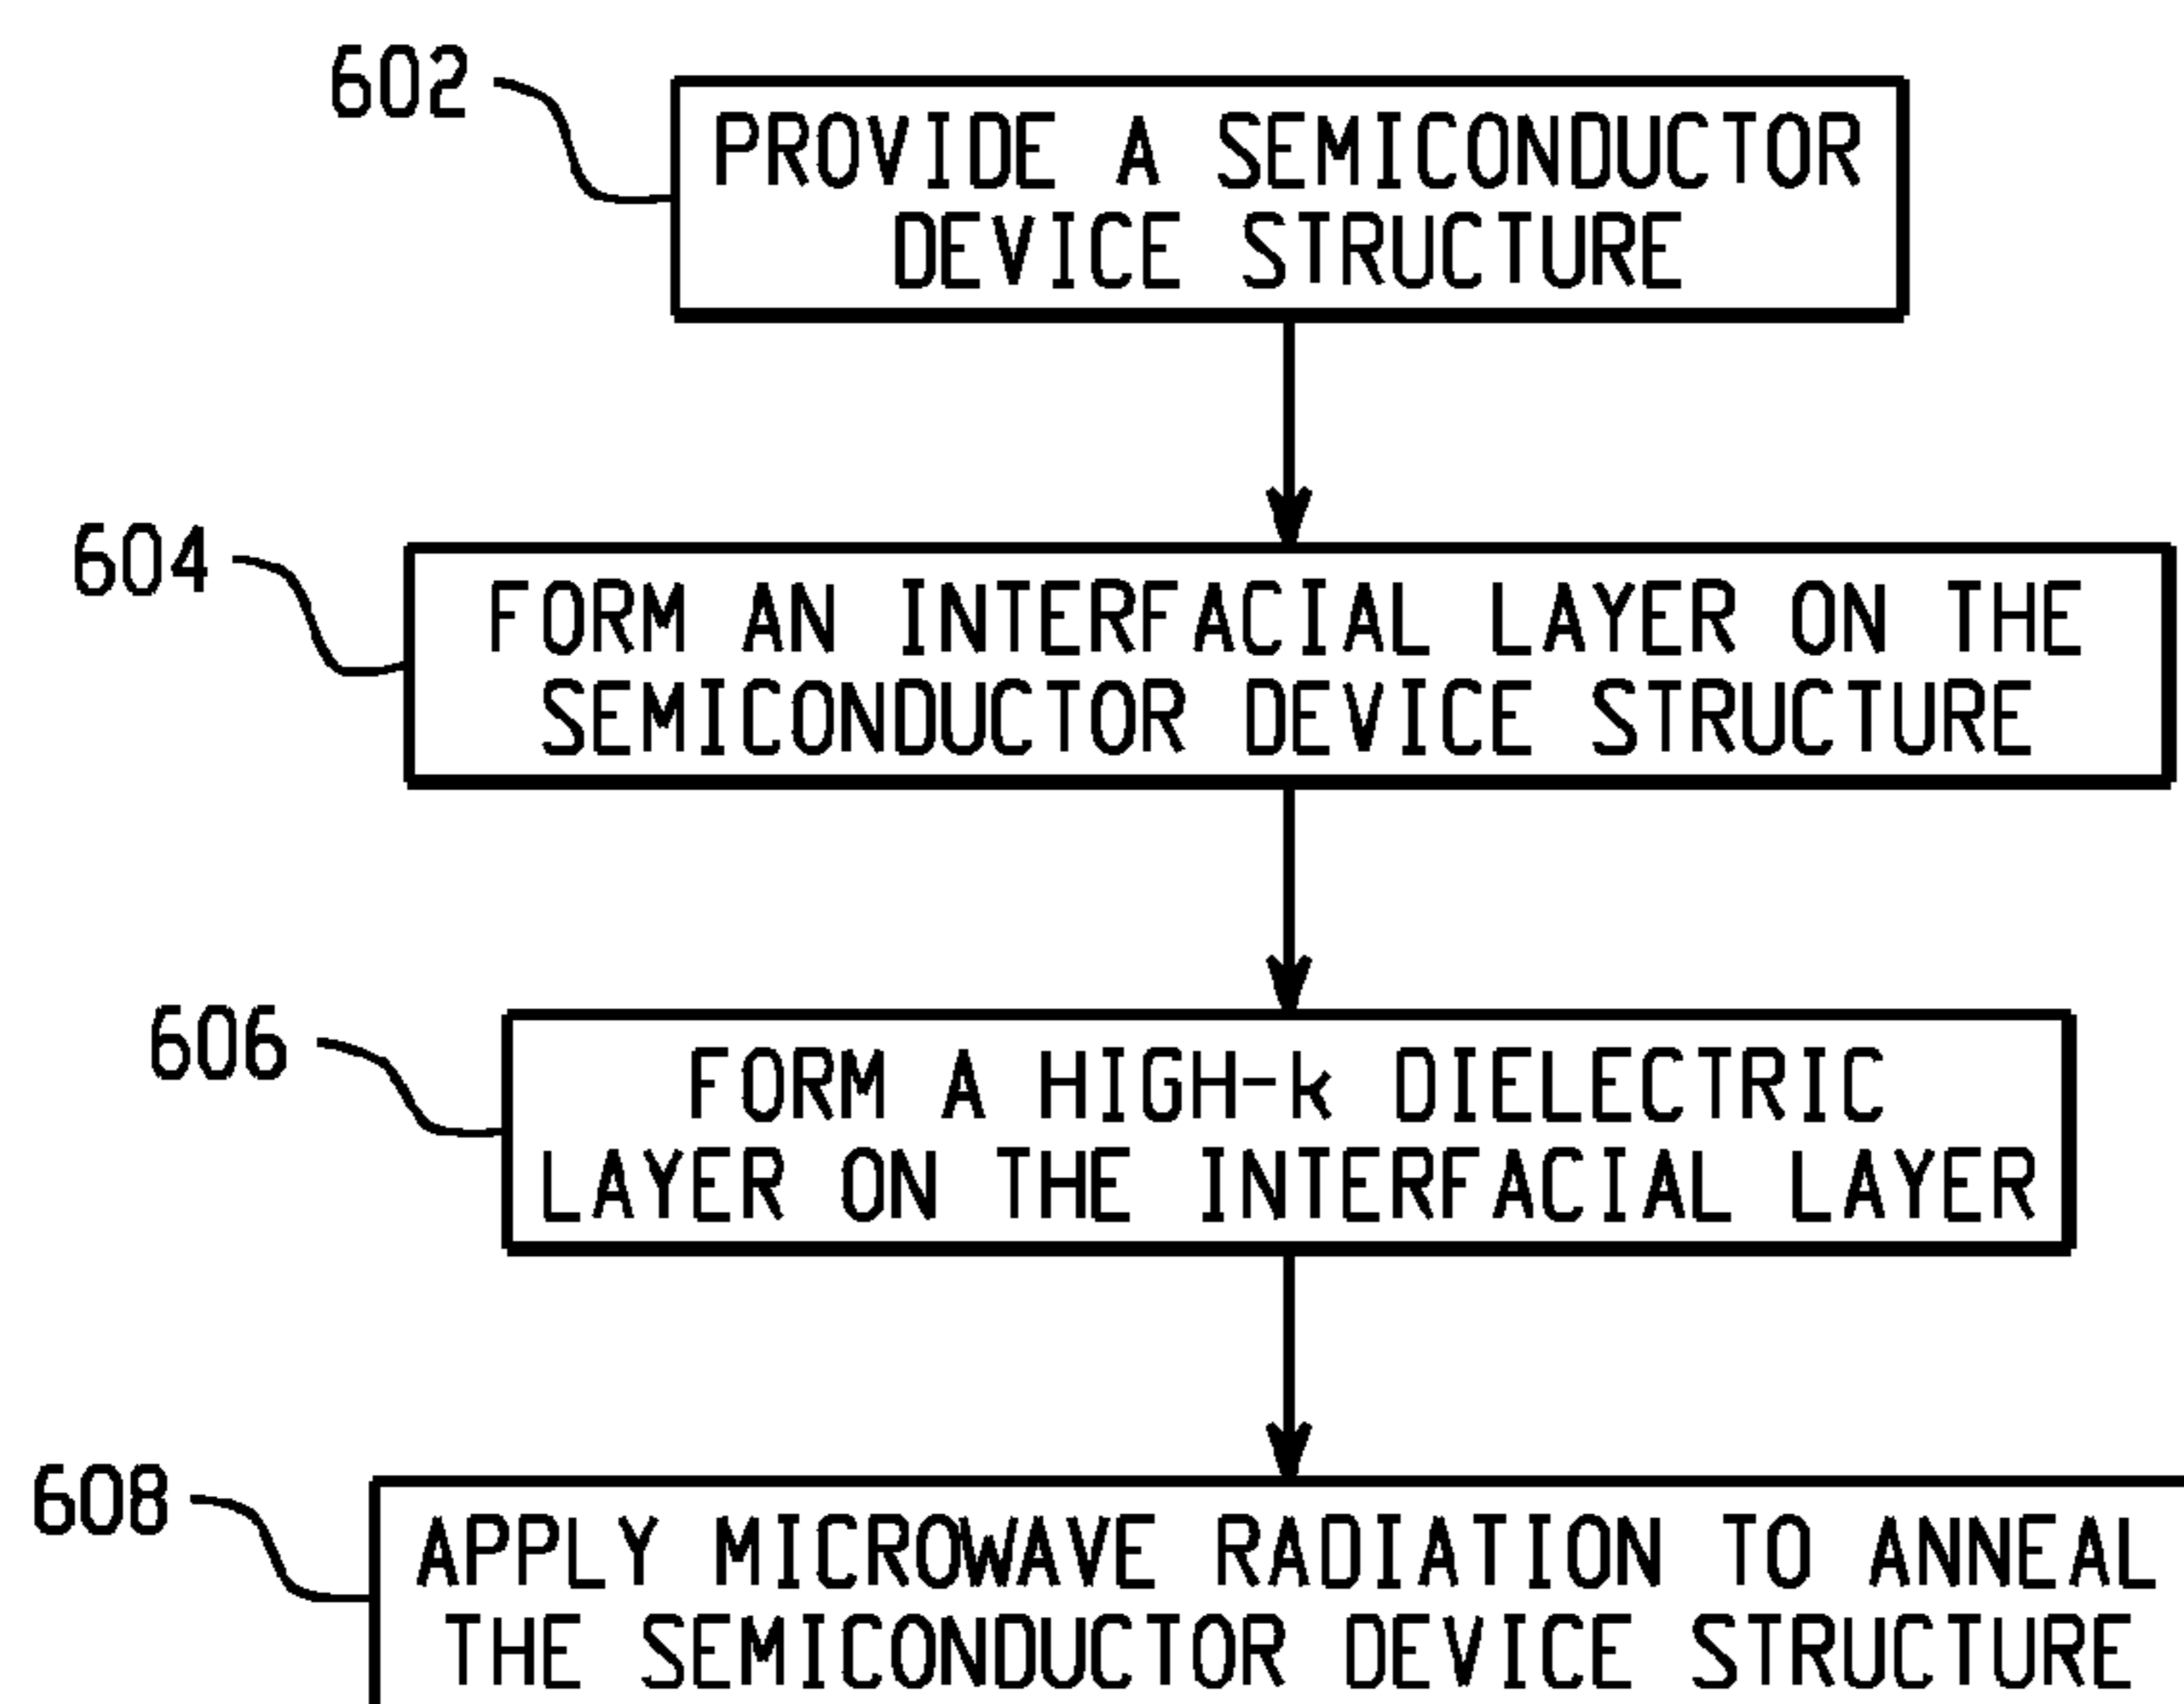 602
PROVIDE A SEMICONDUCTOR
DEVICE STRUCTURE
604
FORM AN INTERFACIAL LAYER ON THE
SEMICONDUCTOR DEVICE STRUCTURE
606
FORM A HIGH-k DIELECTRIC
LAYER ON THE INTERFACIAL LAYER
608
APPLY MICROWAVE RADIATION TO ANNEAL
THE SEMICONDUCTOR DEVICE STRUCTURE